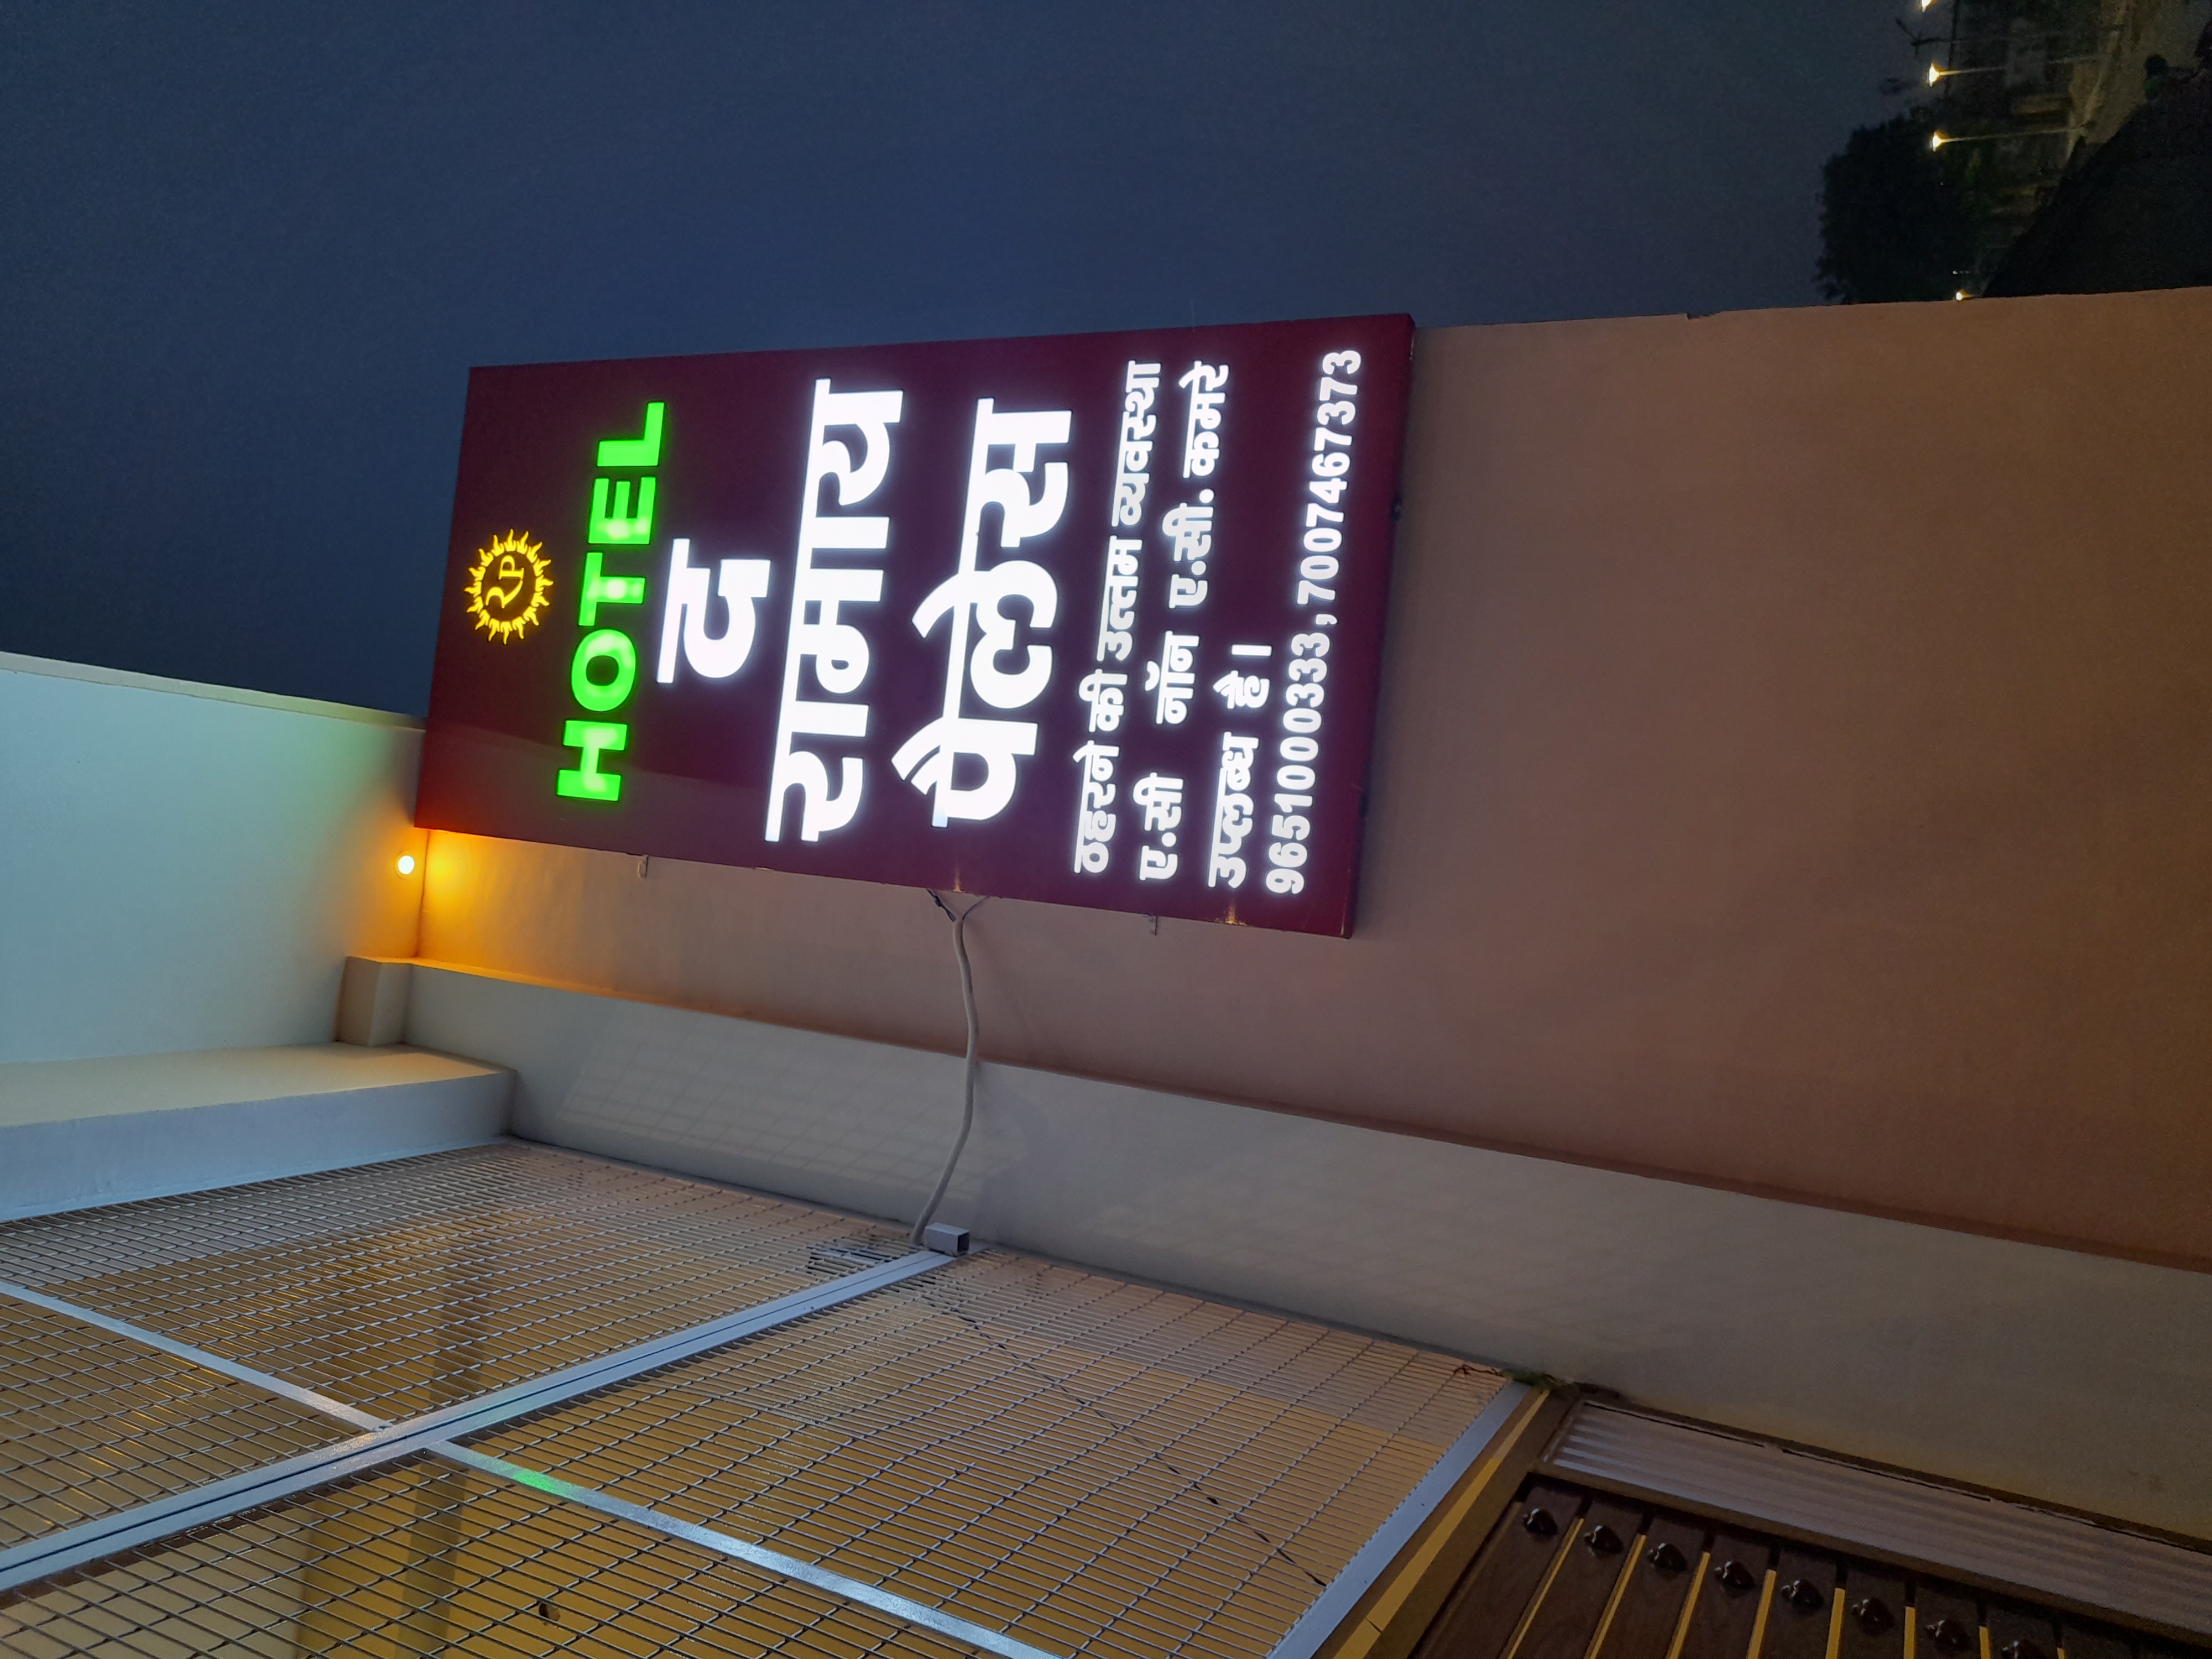 RP
HOTEL
द
रामाय
पैलेस
ठहरने की उत्तम व्यवस्था
ए.सी नॉन ए.सी. कमरे
उप्लब्ध है।
9651000333, 7007467373